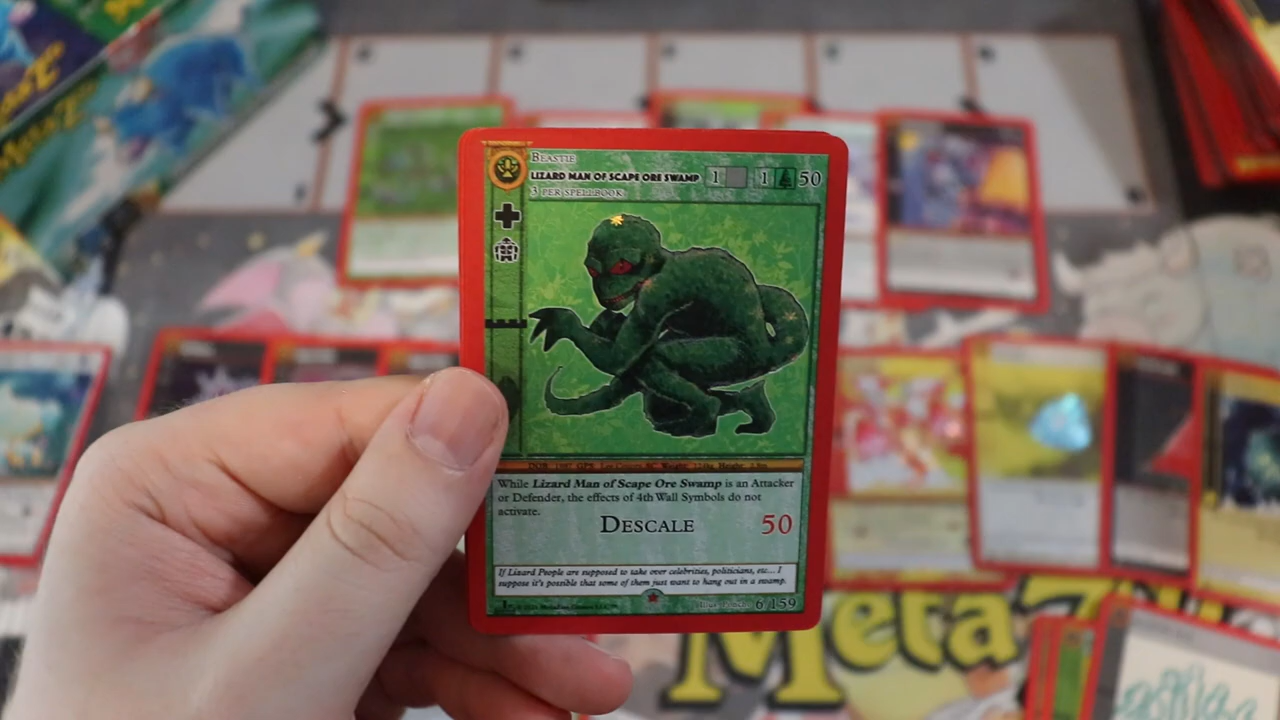 BEASTIE
LIZARD MAN OF SCAPE ORE SWAMP 1 1 50
3 PER SPELLBOOK
While Lizard Man of Scape Ore Swamp is an Attacker
or Defender, the effects of 4th Wall Symbols do not
activate.
DESCALE 50
If Lizard People are supposed to take over celebrities, politicians, etc... I
suppose it's possible that some of them just want to hang out in a swamp.
6/159
MetaZ